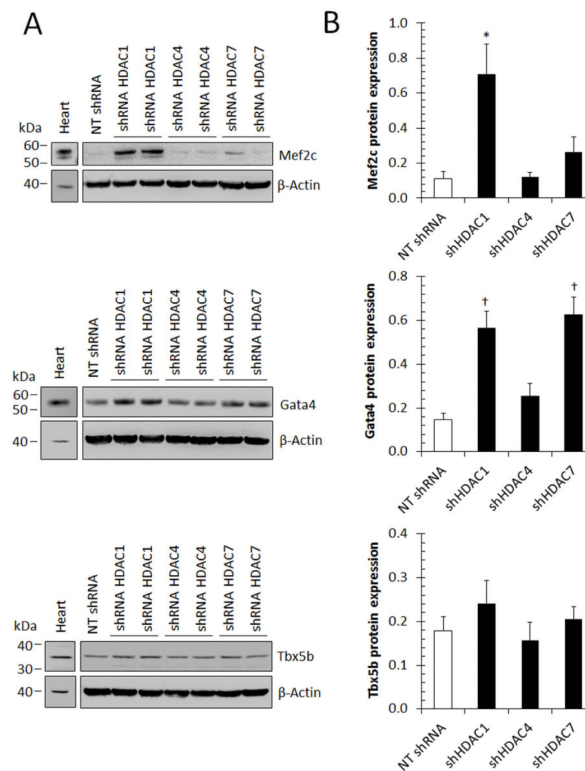 A
Heart
NT shRNA
shRNA HDAC1
shRNA HDAC1
shRNA HDAC4
shRNA HDAC4
shRNA HDAC7
shRNA HDAC7
kDa
60
50
Mef2c
40
β-Actin
Heart
NT shRNA
shRNA HDAC1
shRNA HDAC1
shRNA HDAC4
shRNA HDAC4
shRNA HDAC7
shRNA HDAC7
kDa
60
50
Gata4
40
β-Actin
Heart
NT shRNA
shRNA HDAC1
shRNA HDAC1
shRNA HDAC4
shRNA HDAC4
shRNA HDAC7
shRNA HDAC7
kDa
40
30
Tbx5b
40
β-Actin
B
Mef2c protein expression
1.0
0.8
0.6
0.4
0.2
0.0
*
NT shRNA
shHDAC1
shHDAC4
shHDAC7
Gata4 protein expression
0.8
0.6
0.4
0.2
0.0
†
†
NT shRNA
shHDAC1
shHDAC4
shHDAC7
Tbx5b protein expression
0.4
0.3
0.2
0.1
0.0
NT shRNA
shHDAC1
shHDAC4
shHDAC7